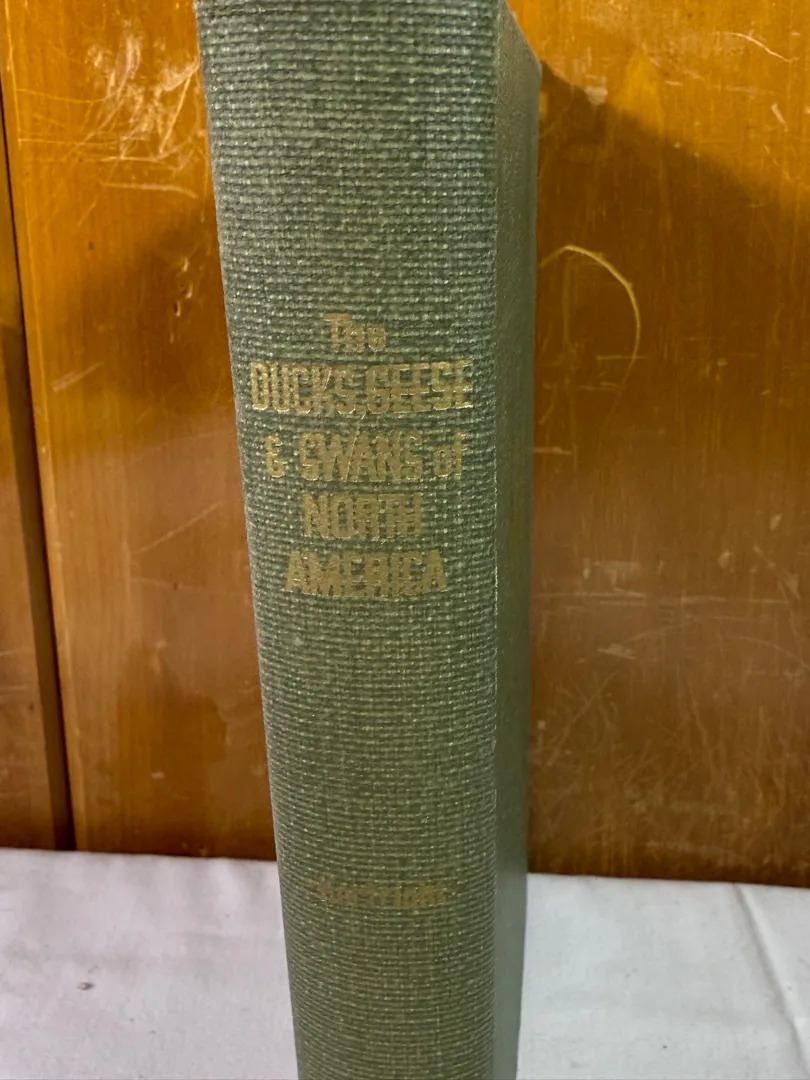 The
DUCKS, GEESE
& SWANS of
NORTH
AMERICA
Kortright